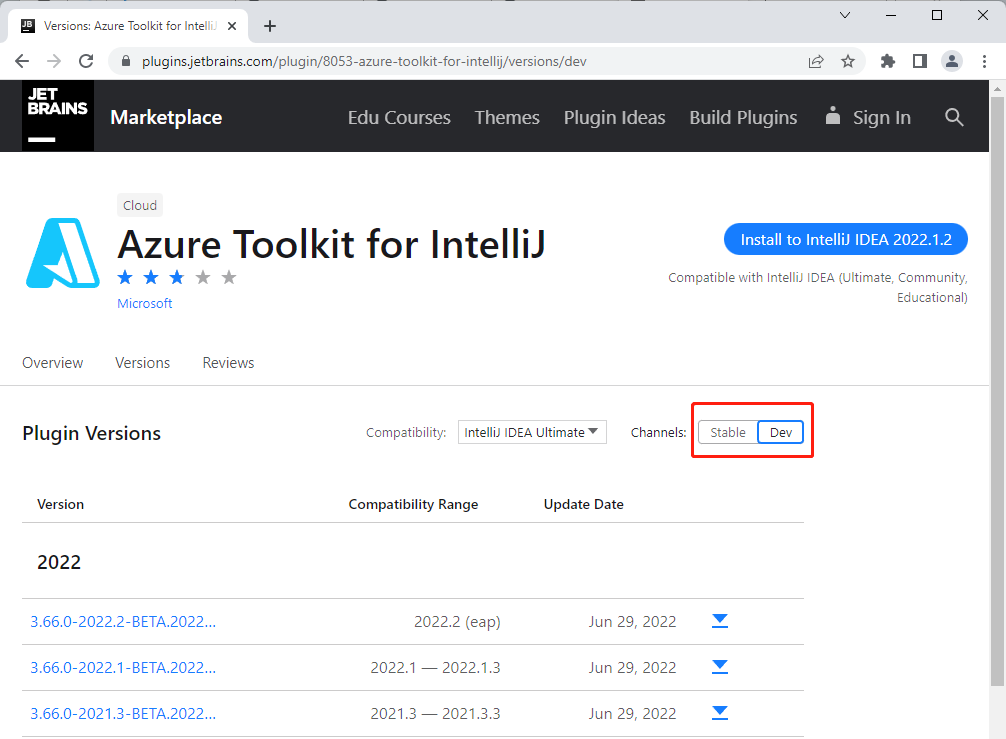 JB
Versions: Azure Toolkit for IntelliJ
plugins.jetbrains.com/plugin/8053-azure-toolkit-for-intellij/versions/dev
JET
BRAINS
Marketplace
Edu Courses
Themes
Plugin Ideas
Build Plugins
Sign In
Cloud
Azure Toolkit for IntelliJ
Install to IntelliJ IDEA 2022.1.2
Microsoft
Compatible with IntelliJ IDEA (Ultimate, Community,
Educational)
Overview
Versions
Reviews
Plugin Versions
Compatibility:
IntelliJ IDEA Ultimate
Channels:
Stable
Dev
Version
Compatibility Range
Update Date
2022
3.66.0-2022.2-BETA.2022...
2022.2 (eap)
Jun 29, 2022
3.66.0-2022.1-BETA.2022...
2022.1 — 2022.1.3
Jun 29, 2022
3.66.0-2021.3-BETA.2022...
2021.3 — 2021.3.3
Jun 29, 2022